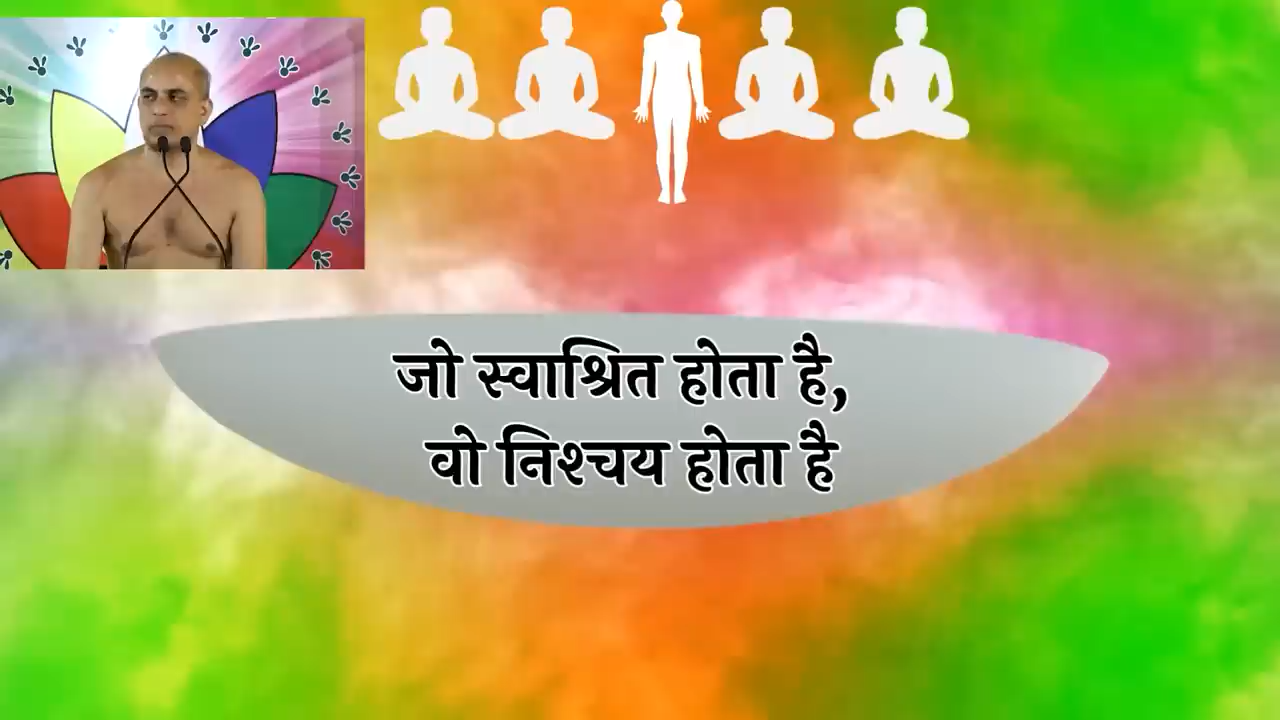 जो स्वाश्रित होता है,
वो निश्चय होता है